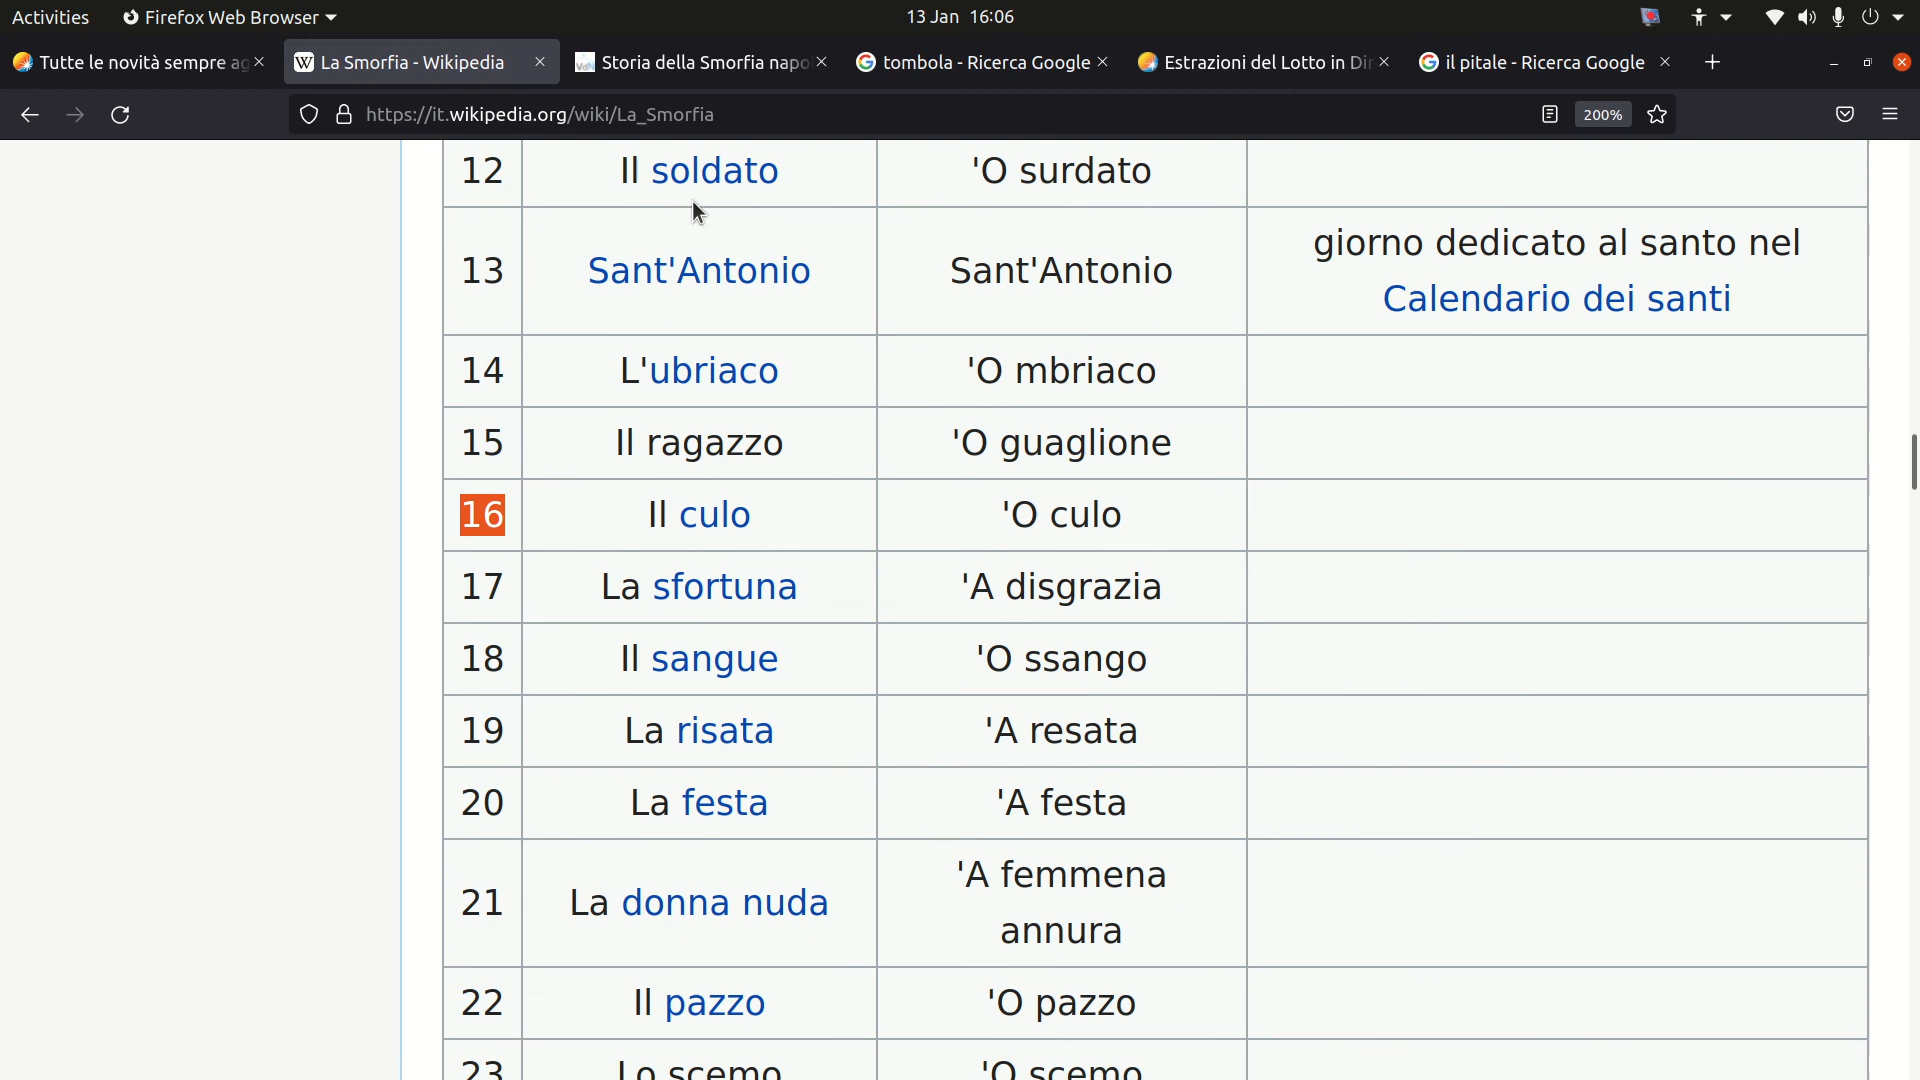 Activities Firefox Web Browser 13 Jan 16:06
Tutte le novità sempre ag La Smorfia - Wikipedia Storia della Smorfia napo tombola - Ricerca Google Estrazioni del Lotto in Dir il pitale - Ricerca Google
https://it.wikipedia.org/wiki/La_Smorfia 200%
12 Il soldato 'O surdato
13 Sant'Antonio Sant'Antonio giorno dedicato al santo nel
Calendario dei santi
14 L'ubriaco 'O mbriaco
15 Il ragazzo 'O guaglione
16 Il culo 'O culo
17 La sfortuna 'A disgrazia
18 Il sangue 'O ssango
19 La risata 'A resata
20 La festa 'A festa
21 La donna nuda 'A femmena
annura
22 Il pazzo 'O pazzo
23 Lo scemo 'O scemo